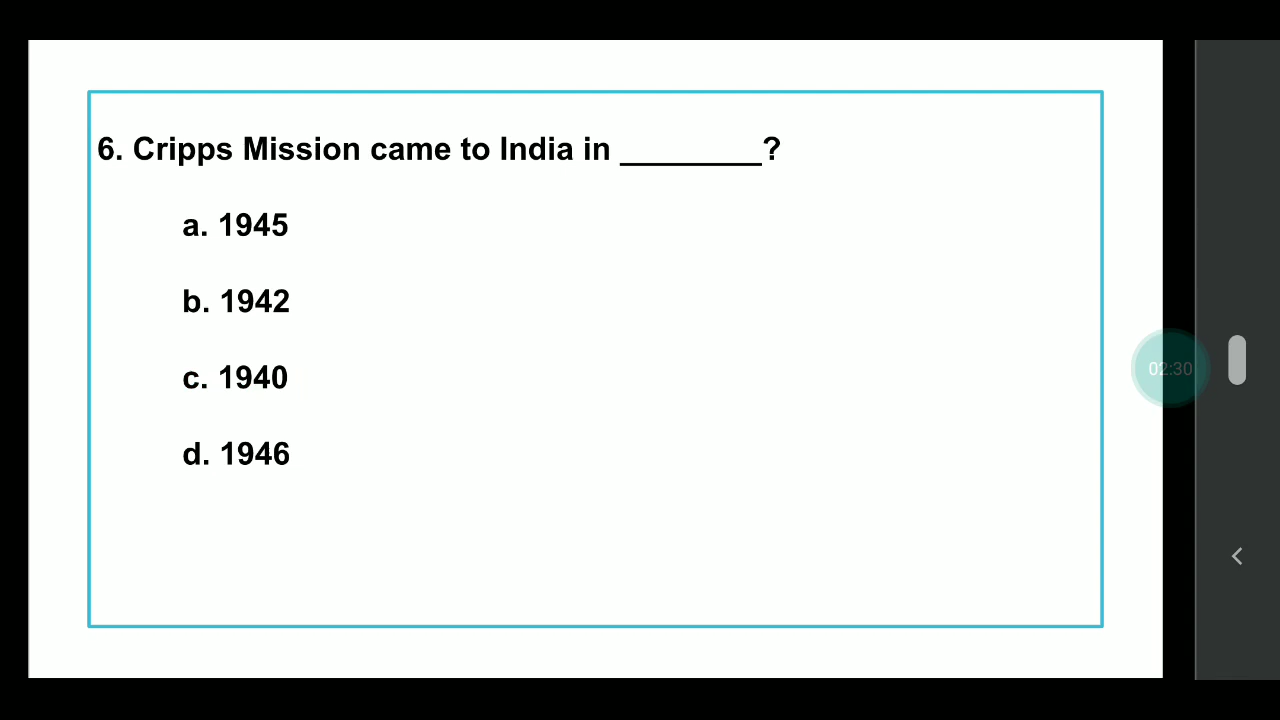 6. Cripps Mission came to India in ________?
a. 1945
b. 1942
c. 1940
d. 1946
02:30